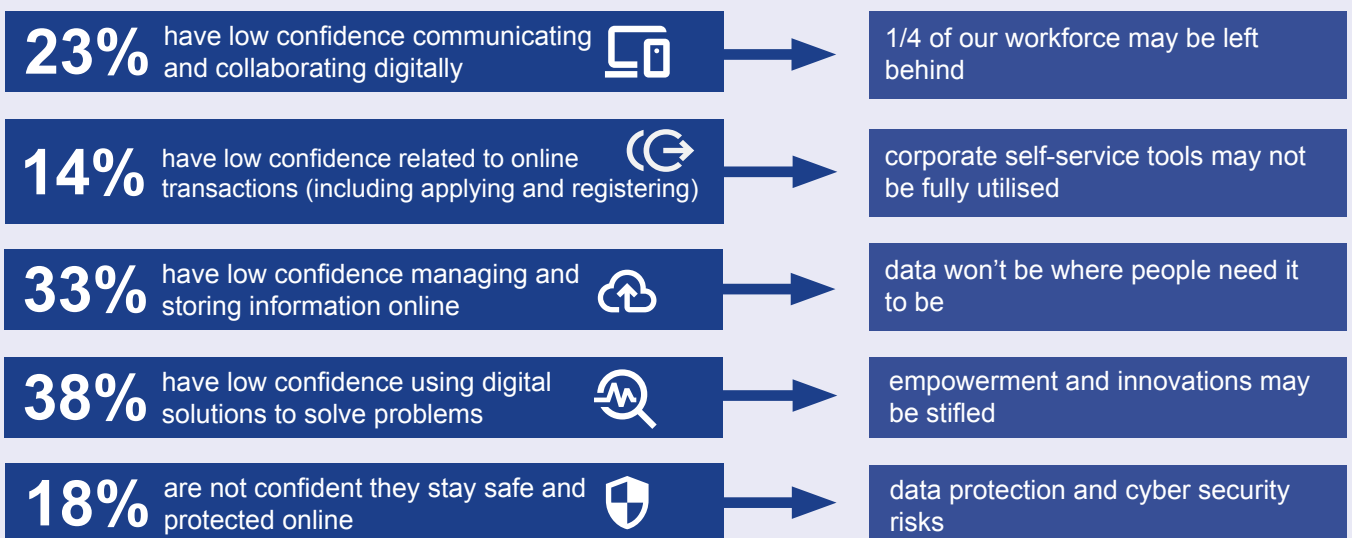 23% have low confidence communicating
and collaborating digitally
1/4 of our workforce may be left
behind
14% have low confidence related to online
transactions (including applying and registering)
corporate self-service tools may not
be fully utilised
33% have low confidence managing and
storing information online
data won't be where people need it
to be
38% have low confidence using digital
solutions to solve problems
empowerment and innovations may
be stifled
18% are not confident they stay safe and
protected online
data protection and cyber security
risks